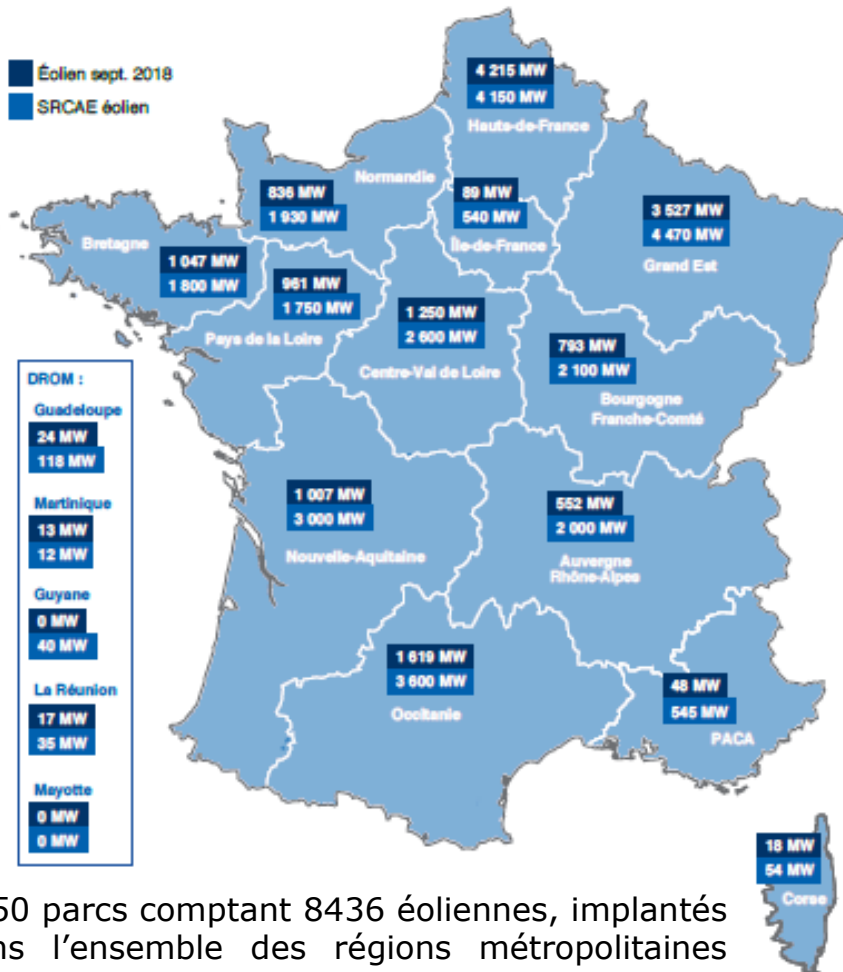 Éolien sept. 2018
SRCAE éolien
4 215 MW
4 150 MW
Hauts-de-France
Normandie
836 MW
1 930 MW
89 MW
540 MW
Île-de-France
3 527 MW
4 470 MW
Grand Est
Bretagne
1 047 MW
1 800 MW
961 MW
1 750 MW
Pays de la Loire
1 250 MW
2 600 MW
Centre-Val de Loire
793 MW
2 100 MW
Bourgogne
Franche-Comté
DROM :
Guadeloupe
24 MW
118 MW
Martinique
13 MW
12 MW
Guyane
0 MW
40 MW
La Réunion
17 MW
35 MW
Mayotte
0 MW
0 MW
1 007 MW
3 000 MW
Nouvelle-Aquitaine
552 MW
2 000 MW
Auvergne
Rhône-Alpes
1 619 MW
3 600 MW
Occitanie
48 MW
545 MW
PACA
18 MW
54 MW
Corse
50 parcs comptant 8436 éoliennes, implantés
ns l'ensemble des régions métropolitaines